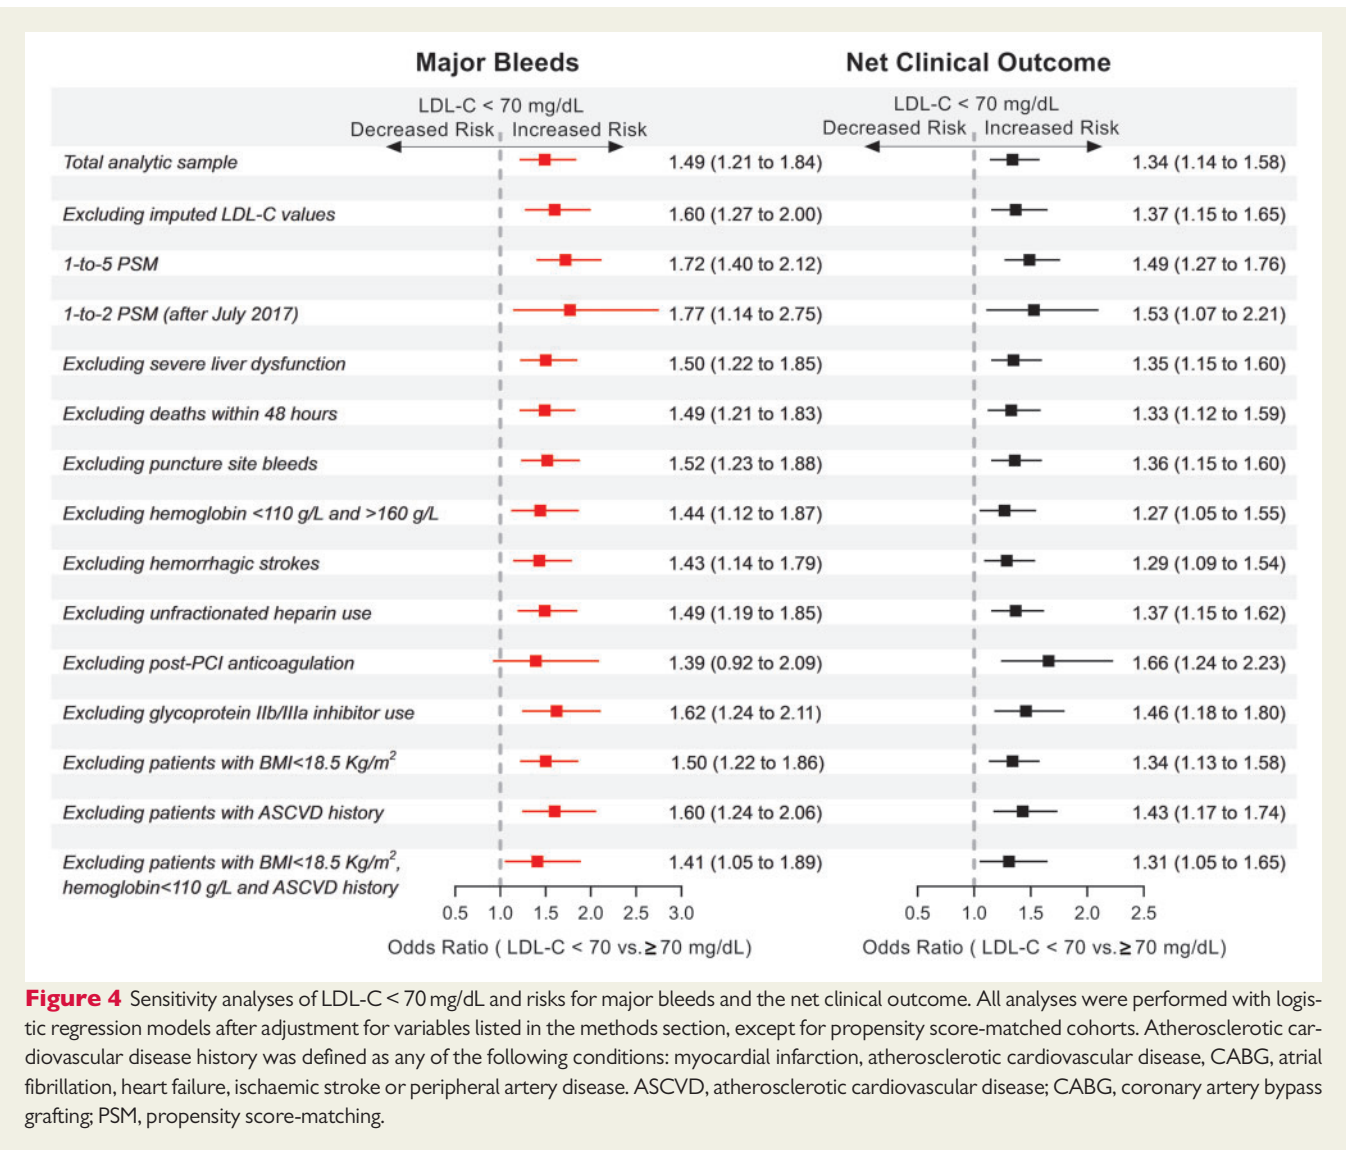 Major Bleeds Net Clinical Outcome
LDL-C < 70 mg/dL LDL-C < 70 mg/dL
Decreased Risk Increased Risk Decreased Risk Increased Risk
Total analytic sample 1.49 (1.21 to 1.84) 1.34 (1.14 to 1.58)
Excluding imputed LDL-C values 1.60 (1.27 to 2.00) 1.37 (1.15 to 1.65)
1-to-5 PSM 1.72 (1.40 to 2.12) 1.49 (1.27 to 1.76)
1-to-2 PSM (after July 2017) 1.77 (1.14 to 2.75) 1.53 (1.07 to 2.21)
Excluding severe liver dysfunction 1.50 (1.22 to 1.85) 1.35 (1.15 to 1.60)
Excluding deaths within 48 hours 1.49 (1.21 to 1.83) 1.33 (1.12 to 1.59)
Excluding puncture site bleeds 1.52 (1.23 to 1.88) 1.36 (1.15 to 1.60)
Excluding hemoglobin <110 g/L and >160 g/L 1.44 (1.12 to 1.87) 1.27 (1.05 to 1.55)
Excluding hemorrhagic strokes 1.43 (1.14 to 1.79) 1.29 (1.09 to 1.54)
Excluding unfractionated heparin use 1.49 (1.19 to 1.85) 1.37 (1.15 to 1.62)
Excluding post-PCI anticoagulation 1.39 (0.92 to 2.09) 1.66 (1.24 to 2.23)
Excluding glycoprotein IIb/IIIa inhibitor use 1.62 (1.24 to 2.11) 1.46 (1.18 to 1.80)
Excluding patients with BMI<18.5 Kg/m² 1.50 (1.22 to 1.86) 1.34 (1.13 to 1.58)
Excluding patients with ASCVD history 1.60 (1.24 to 2.06) 1.43 (1.17 to 1.74)
Excluding patients with BMI<18.5 Kg/m², 1.41 (1.05 to 1.89) 1.31 (1.05 to 1.65)
hemoglobin<110 g/L and ASCVD history
0.5 1.0 1.5 2.0 2.5 3.0 0.5 1.0 1.5 2.0 2.5
Odds Ratio ( LDL-C < 70 vs.≥70 mg/dL) Odds Ratio ( LDL-C < 70 vs.≥70 mg/dL)
Figure 4 Sensitivity analyses of LDL-C < 70 mg/dL and risks for major bleeds and the net clinical outcome. All analyses were performed with logis-
tic regression models after adjustment for variables listed in the methods section, except for propensity score-matched cohorts. Atherosclerotic car-
diovascular disease history was defined as any of the following conditions: myocardial infarction, atherosclerotic cardiovascular disease, CABG, atrial
fibrillation, heart failure, ischaemic stroke or peripheral artery disease. ASCVD, atherosclerotic cardiovascular disease; CABG, coronary artery bypass
grafting; PSM, propensity score-matching.